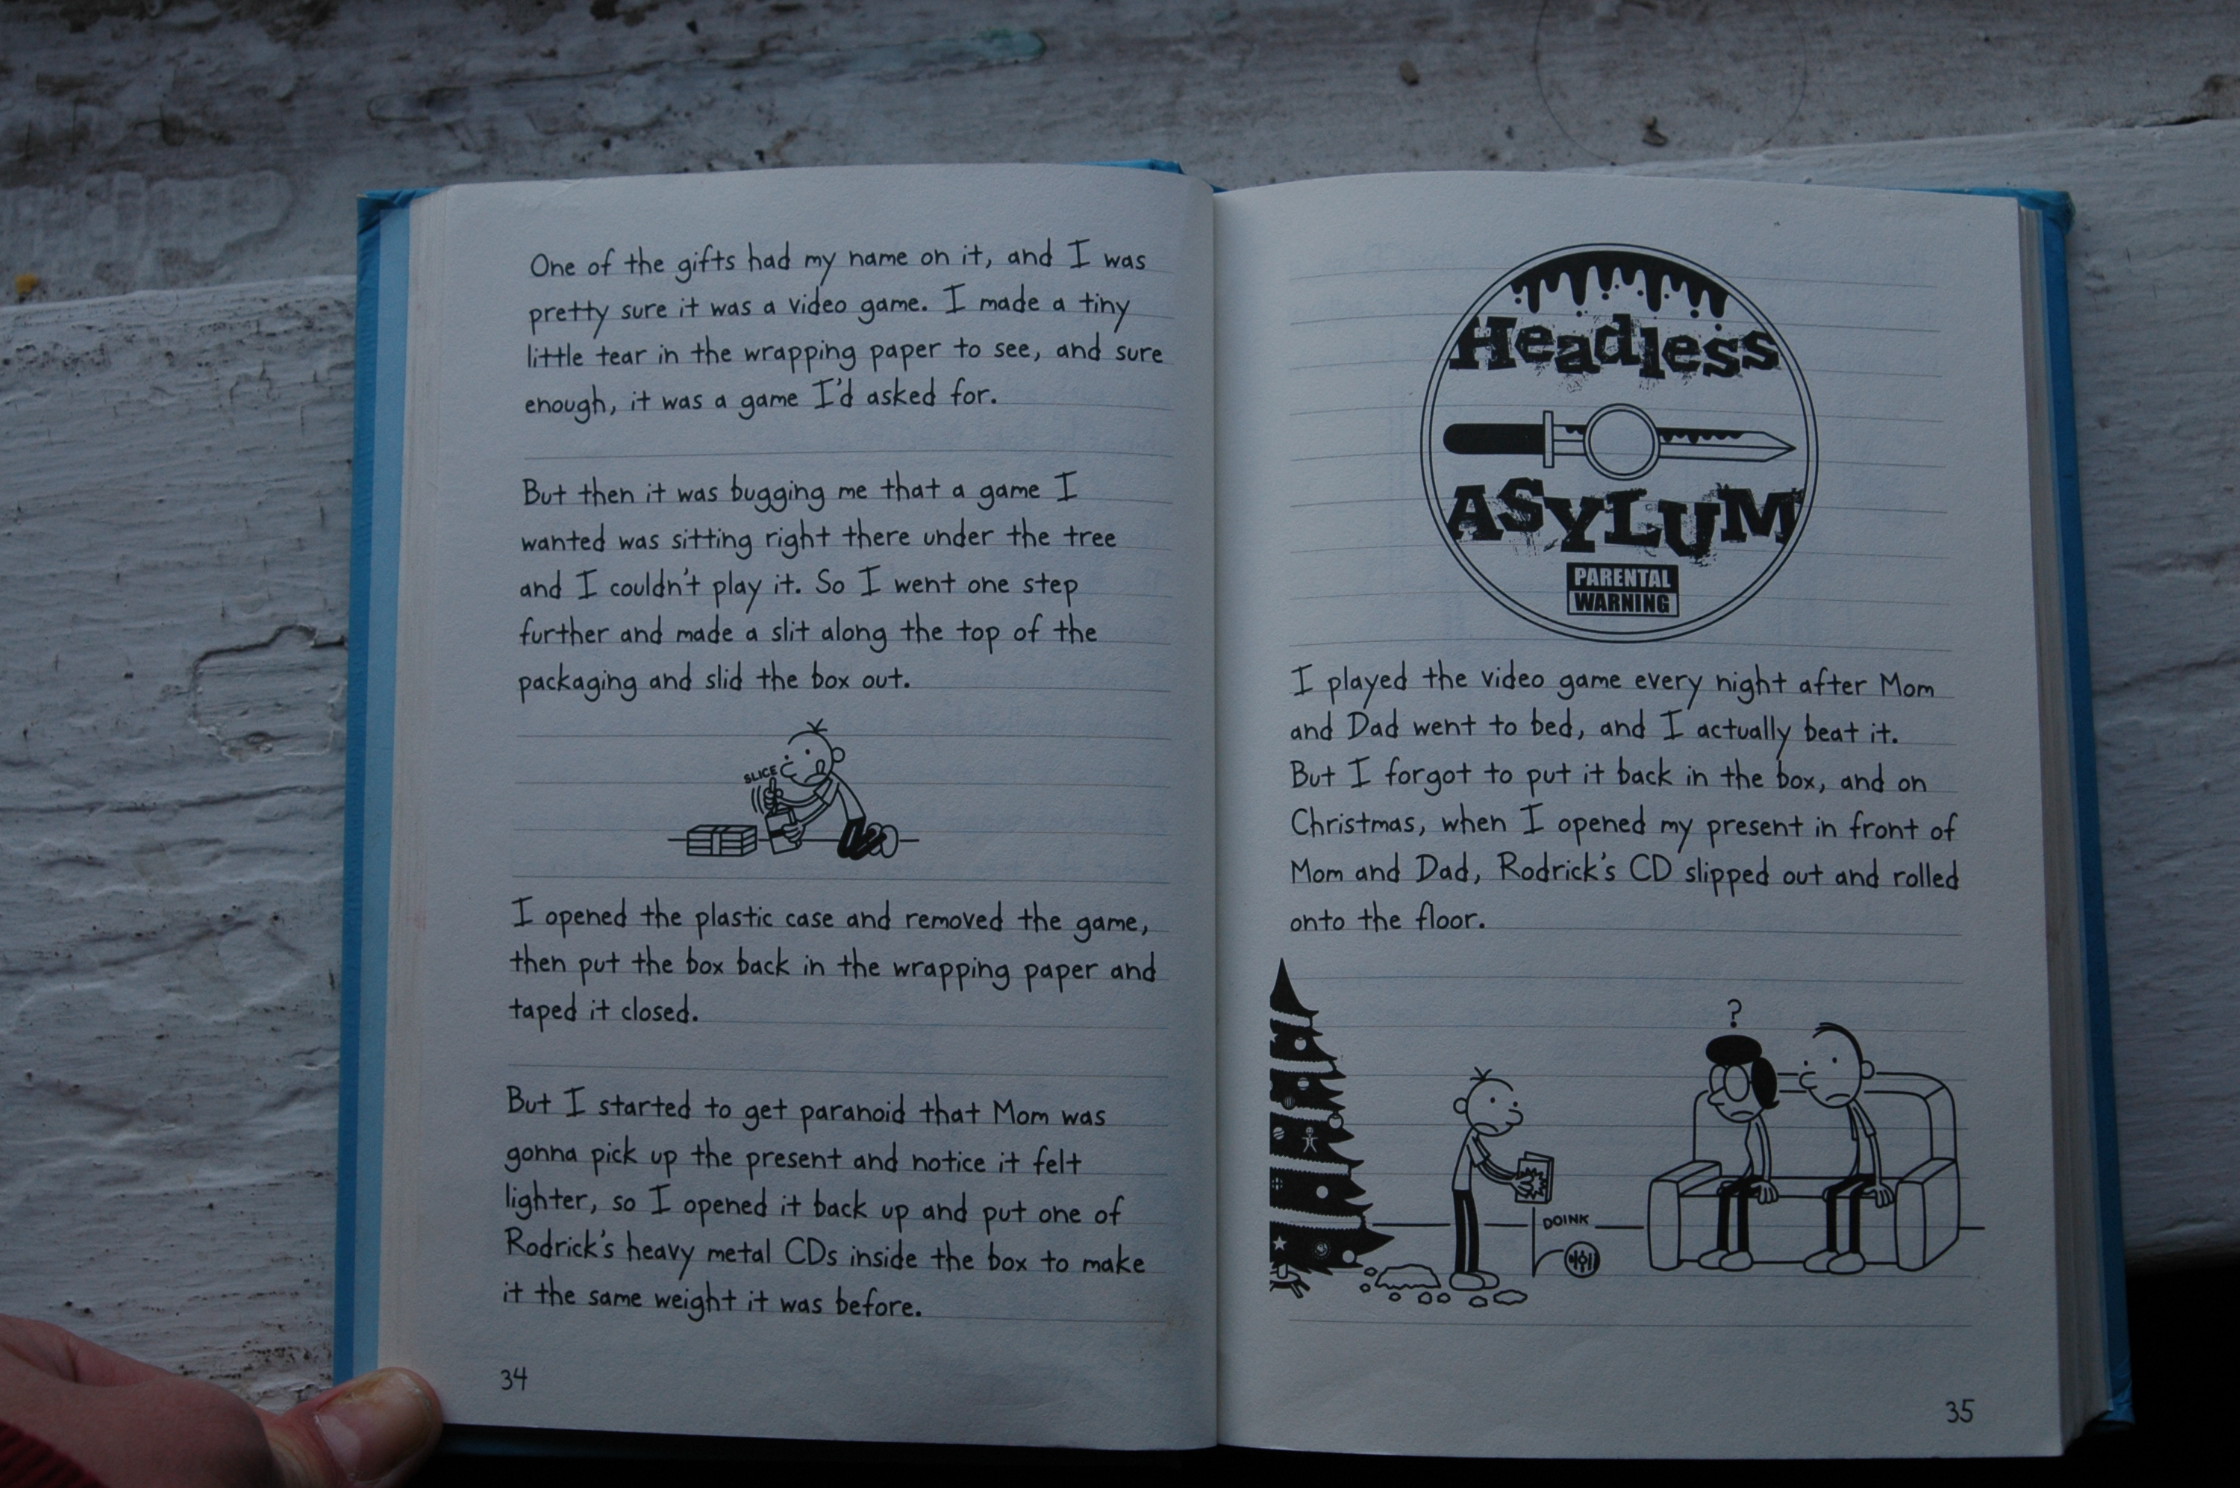 One of the gifts had my name on it, and I was
pretty sure it was a video game. I made a tiny
little tear in the wrapping paper to see, and sure
enough, it was a game I'd asked for.
But then it was bugging me that a game I
wanted was sitting right there under the tree
and I couldn't play it. So I went one step
further and made a slit along the top of the
packaging and slid the box out.
SLICE
I opened the plastic case and removed the game,
then put the box back in the wrapping paper and
taped it closed.
But I started to get paranoid that Mom was
gonna pick up the present and notice it felt
lighter, so I opened it back up and put one of
Rodrick's heavy metal CDs inside the box to make
it the same weight it was before.
34
Headless
ASYLUM
PARENTAL
WARNING
I played the video game every night after Mom
and Dad went to bed, and I actually beat it.
But I forgot to put it back in the box, and on
Christmas, when I opened my present in front of
Mom and Dad, Rodrick's CD slipped out and rolled
onto the floor.
?
DOINK
35